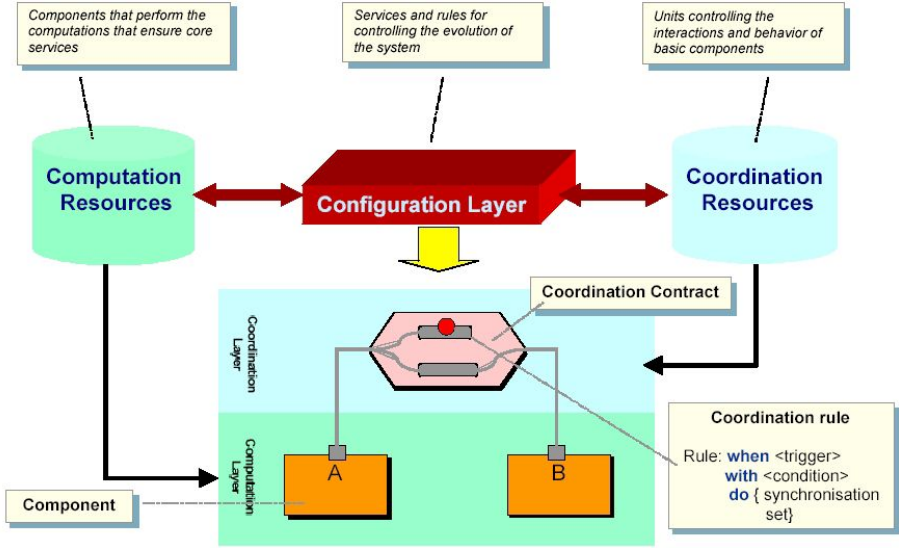 Components that perform the
computations that ensure core
services
Services and rules for
controlling the evolution of
the system
Units controlling the
interactions and behavior of
basic components
Computation
Resources
Configuration Layer
Coordination
Resources
Coordination Contract
Coordination
Layer
Coordination rule
Rule: when <trigger>
with <condition>
do { synchronisation
set}
Computation
Layer
A
B
Component